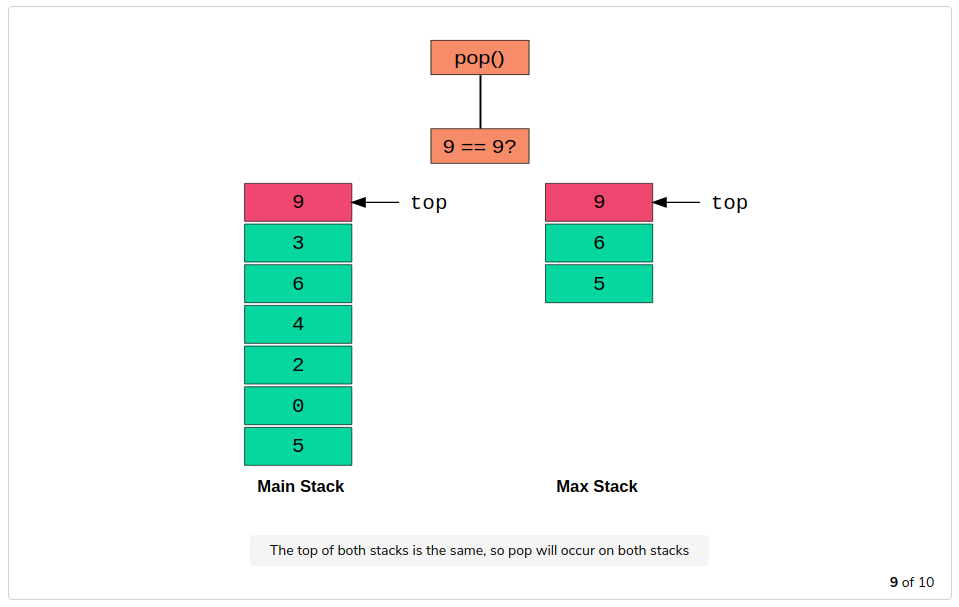 pop()
9 == 9?
9 top 9 top
3 6
6 5
4
2
0
5
Main Stack Max Stack
The top of both stacks is the same, so pop will occur on both stacks
9 of 10